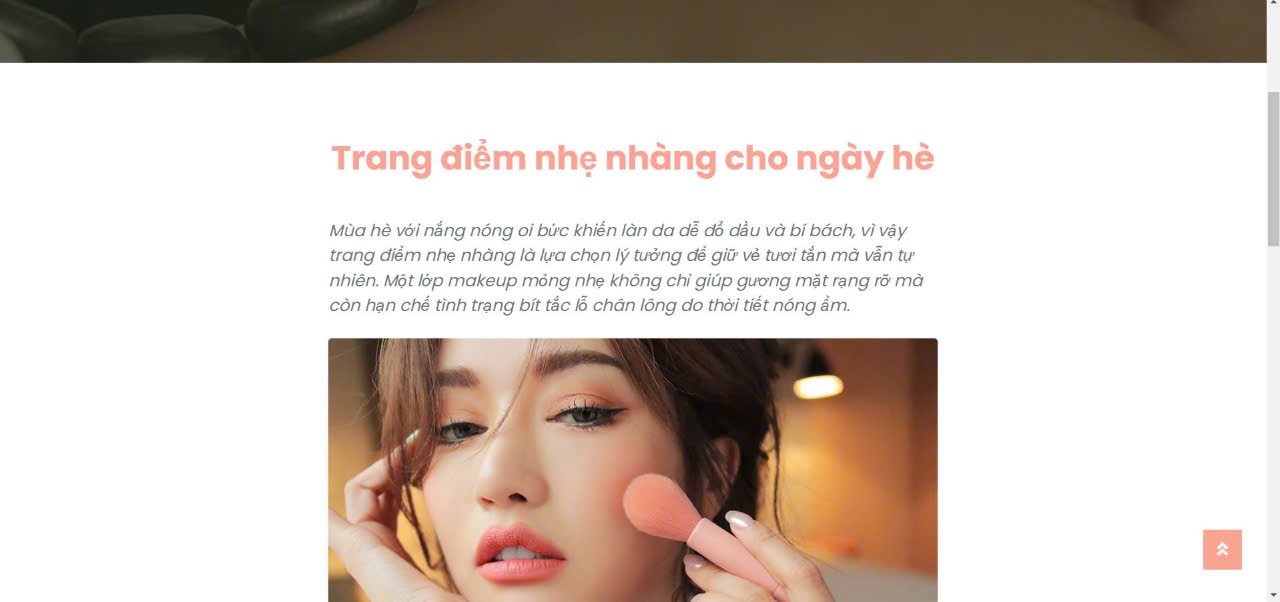 Trang điểm nhẹ nhàng cho ngày hè
Mùa hè với nắng nóng oi bức khiến làn da dễ đổ dầu và bí bách, vì vậy
trang điểm nhẹ nhàng là lựa chọn lý tưởng để giữ vẻ tươi tắn mà vẫn tự
nhiên. Một lớp makeup mỏng nhẹ không chỉ giúp gương mặt rạng rỡ mà
còn hạn chế tình trạng bít tắc lỗ chân lông do thời tiết nóng ẩm.